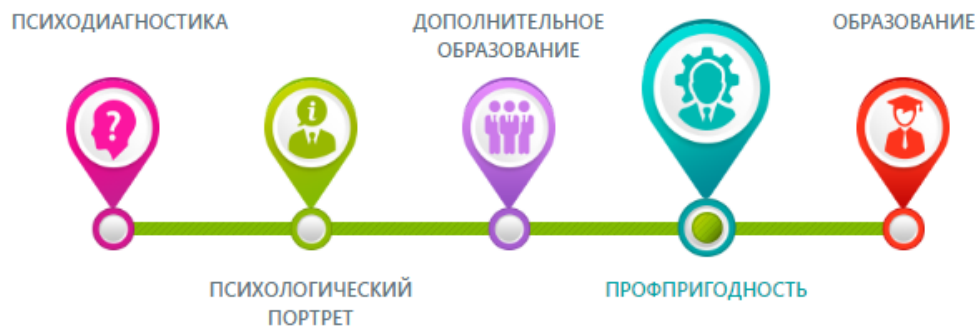 ПСИХОДИАГНОСТИКА
ДОПОЛНИТЕЛЬНОЕ
ОБРАЗОВАНИЕ
ОБРАЗОВАНИЕ
?
i
ПСИХОЛОГИЧЕСКИЙ
ПОРТРЕТ
ПРОФПРИГОДНОСТЬ